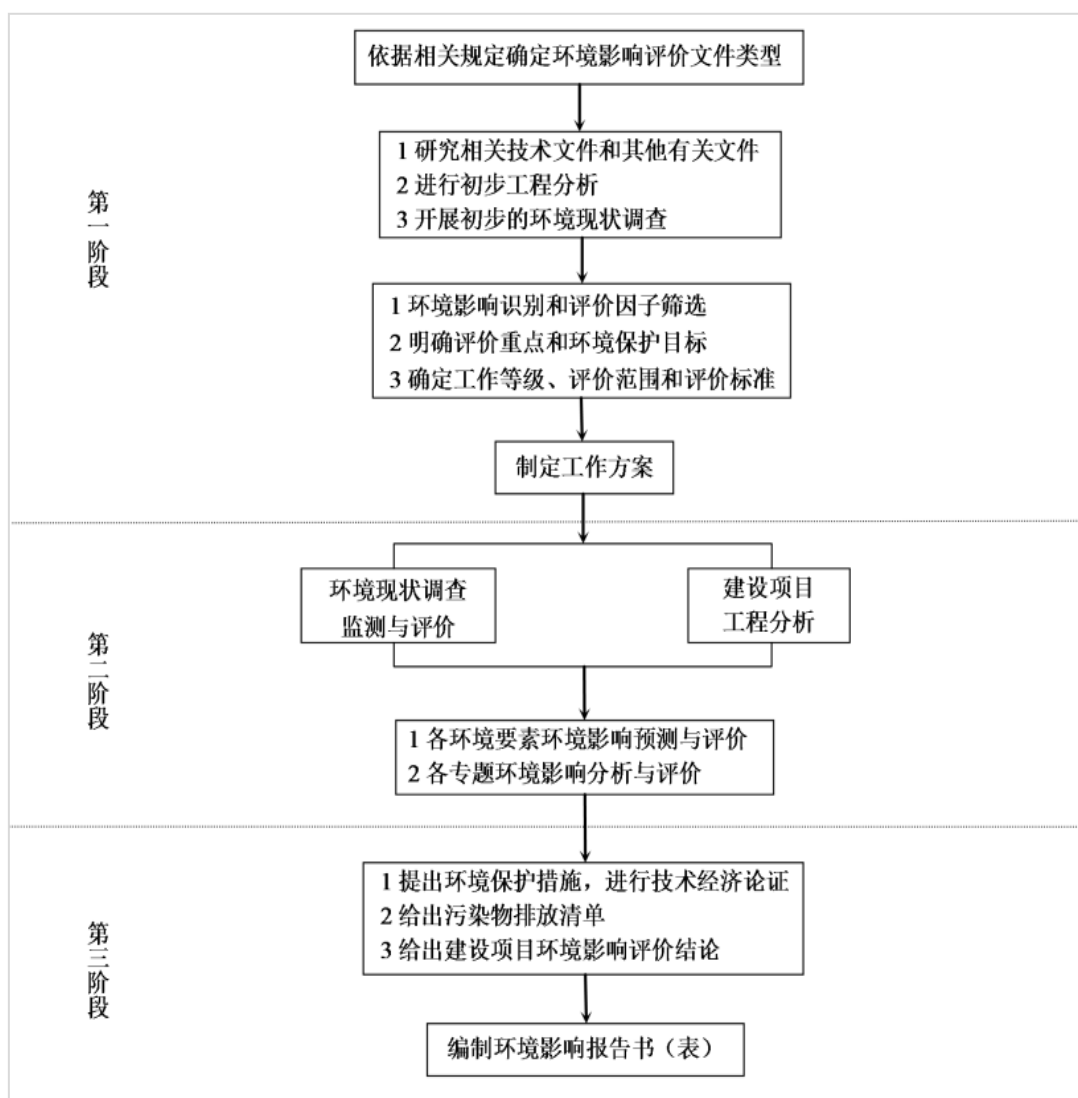 依据相关规定确定环境影响评价文件类型
1 研究相关技术文件和其他有关文件
2 进行初步工程分析
3 开展初步的环境现状调查
第一阶段
1 环境影响识别和评价因子筛选
2 明确评价重点和环境保护目标
3 确定工作等级、评价范围和评价标准
制定工作方案
环境现状调查
监测与评价
建设项目
工程分析
第二阶段
1 各环境要素环境影响预测与评价
2 各专题环境影响分析与评价
1 提出环境保护措施，进行技术经济论证
2 给出污染物排放清单
3 给出建设项目环境影响评价结论
第三阶段
编制环境影响报告书（表）